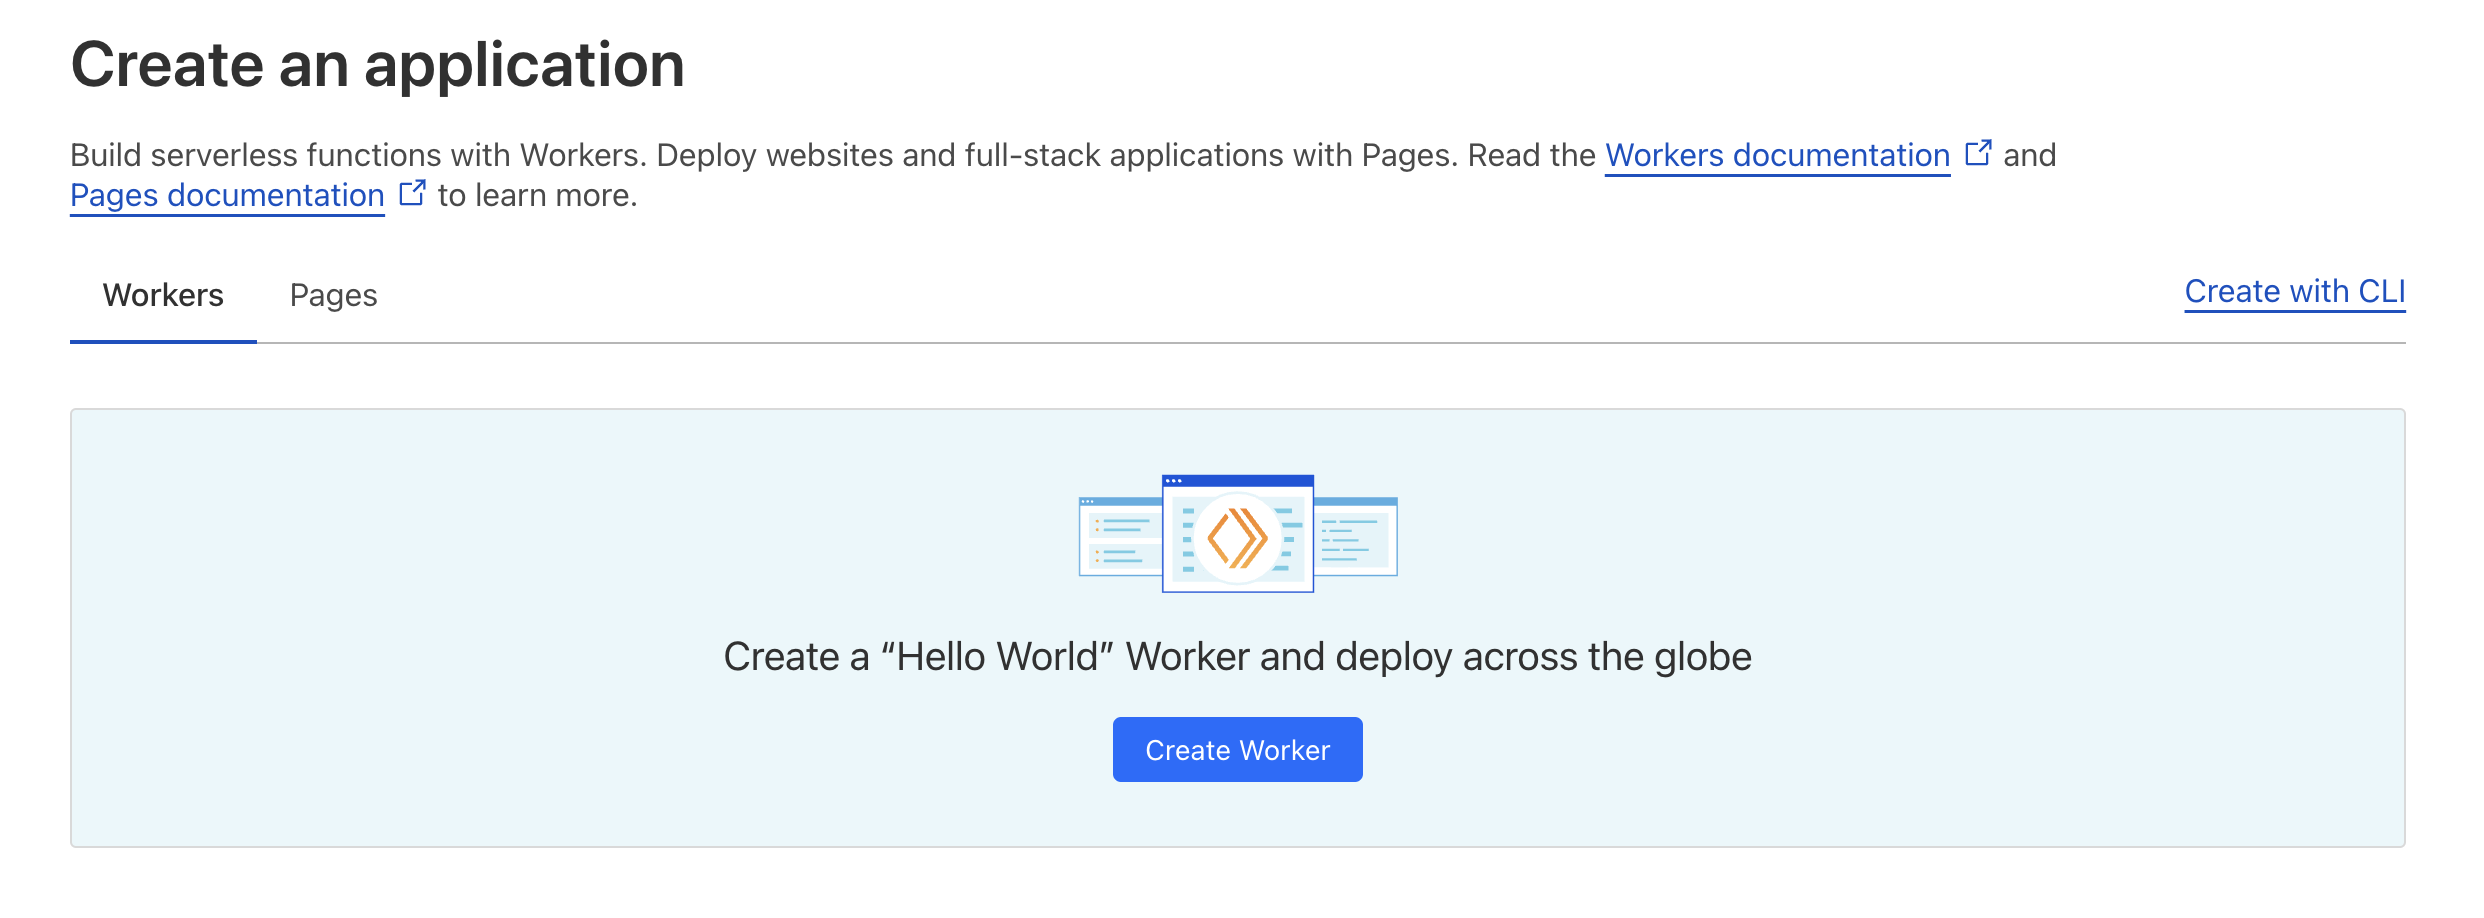 Create an application
Build serverless functions with Workers. Deploy websites and full-stack applications with Pages. Read the Workers documentation and
Pages documentation to learn more.
Workers Pages Create with CLI
Create a “Hello World” Worker and deploy across the globe
Create Worker